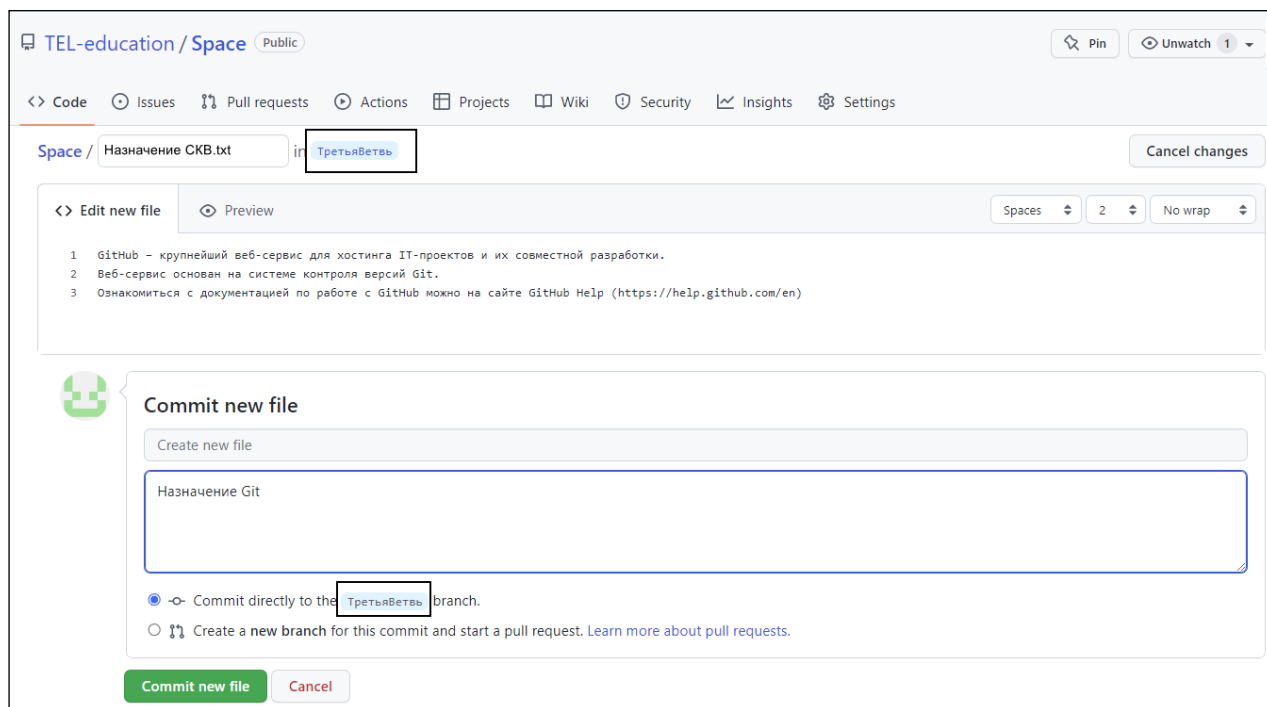 TEL-education / Space Public Pin Unwatch 1
Code Issues Pull requests Actions Projects Wiki Security Insights Settings
Space / Назначение СКВ.txt in ТретьяВетвь Cancel changes
Edit new file Preview Spaces 2 No wrap
1 GitHub – крупнейший веб-сервис для хостинга IT-проектов и их совместной разработки.
2 Веб-сервис основан на системе контроля версий Git.
3 Ознакомиться с документацией по работе с GitHub можно на сайте GitHub Help (https://help.github.com/en)
Commit new file
Create new file
Назначение Git
Commit directly to the ТретьяВетвь branch.
Create a new branch for this commit and start a pull request. Learn more about pull requests.
Commit new file Cancel